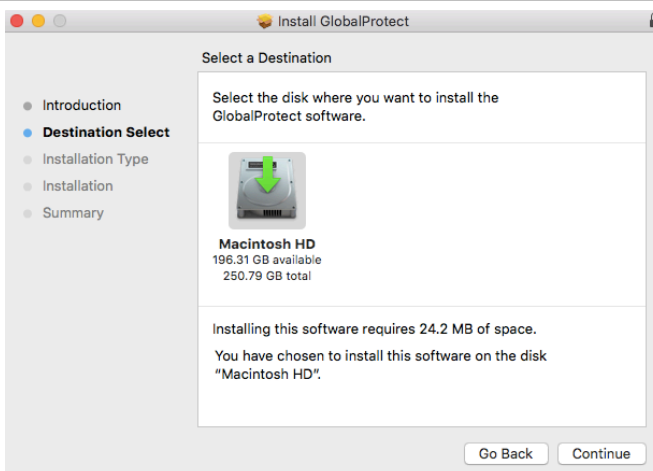 Install GlobalProtect
Select a Destination
Introduction
Destination Select
Installation Type
Installation
Summary
Select the disk where you want to install the
GlobalProtect software.
Macintosh HD
196.31 GB available
250.79 GB total
Installing this software requires 24.2 MB of space.
You have chosen to install this software on the disk
“Macintosh HD”.
Go Back
Continue